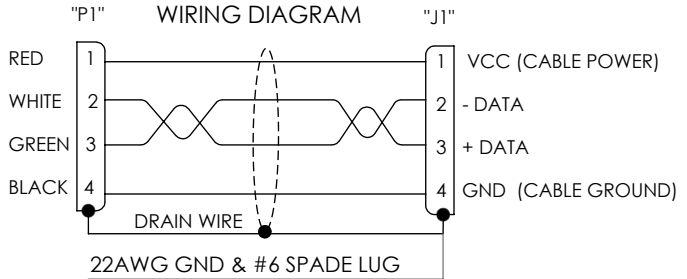 "P1" WIRING DIAGRAM "J1"
RED 1 1 VCC (CABLE POWER)
WHITE 2 2 - DATA
GREEN 3 3 + DATA
BLACK 4 4 GND (CABLE GROUND)
DRAIN WIRE
22AWG GND & #6 SPADE LUG